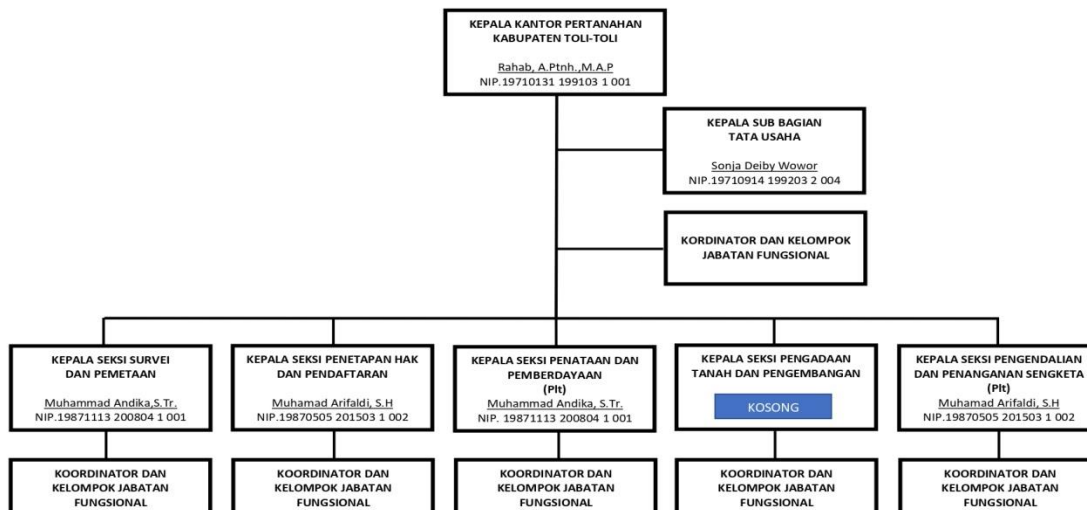 KEPALA KANTOR PERTANAHAN
KABUPATEN TOLI-TOLI
Rahab, A.Ptnh.,M.A.P
NIP.19710131 199103 1 001
KEPALA SUB BAGIAN
TATA USAHA
Sonja Deiby Wowor
NIP.19710914 199203 2 004
KORDINATOR DAN KELOMPOK
JABATAN FUNGSIONAL
KEPALA SEKSI SURVEI
DAN PEMETAAN
Muhammad Andika,S.Tr.
NIP.19871113 200804 1 001
KEPALA SEKSI PENETAPAN HAK
DAN PENDAFTARAN
Muhamad Arifaldi, S.H
NIP.19870505 201503 1 002
KEPALA SEKSI PENATAAN DAN
PEMBERDAYAAN
(Plt)
Muhammad Andika, S.Tr.
NIP. 19871113 200804 1 001
KEPALA SEKSI PENGADAAN
TANAH DAN PENGEMBANGAN
KOSONG
KEPALA SEKSI PENGENDALIAN
DAN PENANGANAN SENGKETA
(Plt)
Muhamad Arifaldi, S.H
NIP.19870505 201503 1 002
KOORDINATOR DAN
KELOMPOK JABATAN
FUNGSIONAL
KOORDINATOR DAN
KELOMPOK JABATAN
FUNGSIONAL
KOORDINATOR DAN
KELOMPOK JABATAN
FUNGSIONAL
KOORDINATOR DAN
KELOMPOK JABATAN
FUNGSIONAL
KOORDINATOR DAN
KELOMPOK JABATAN
FUNGSIONAL